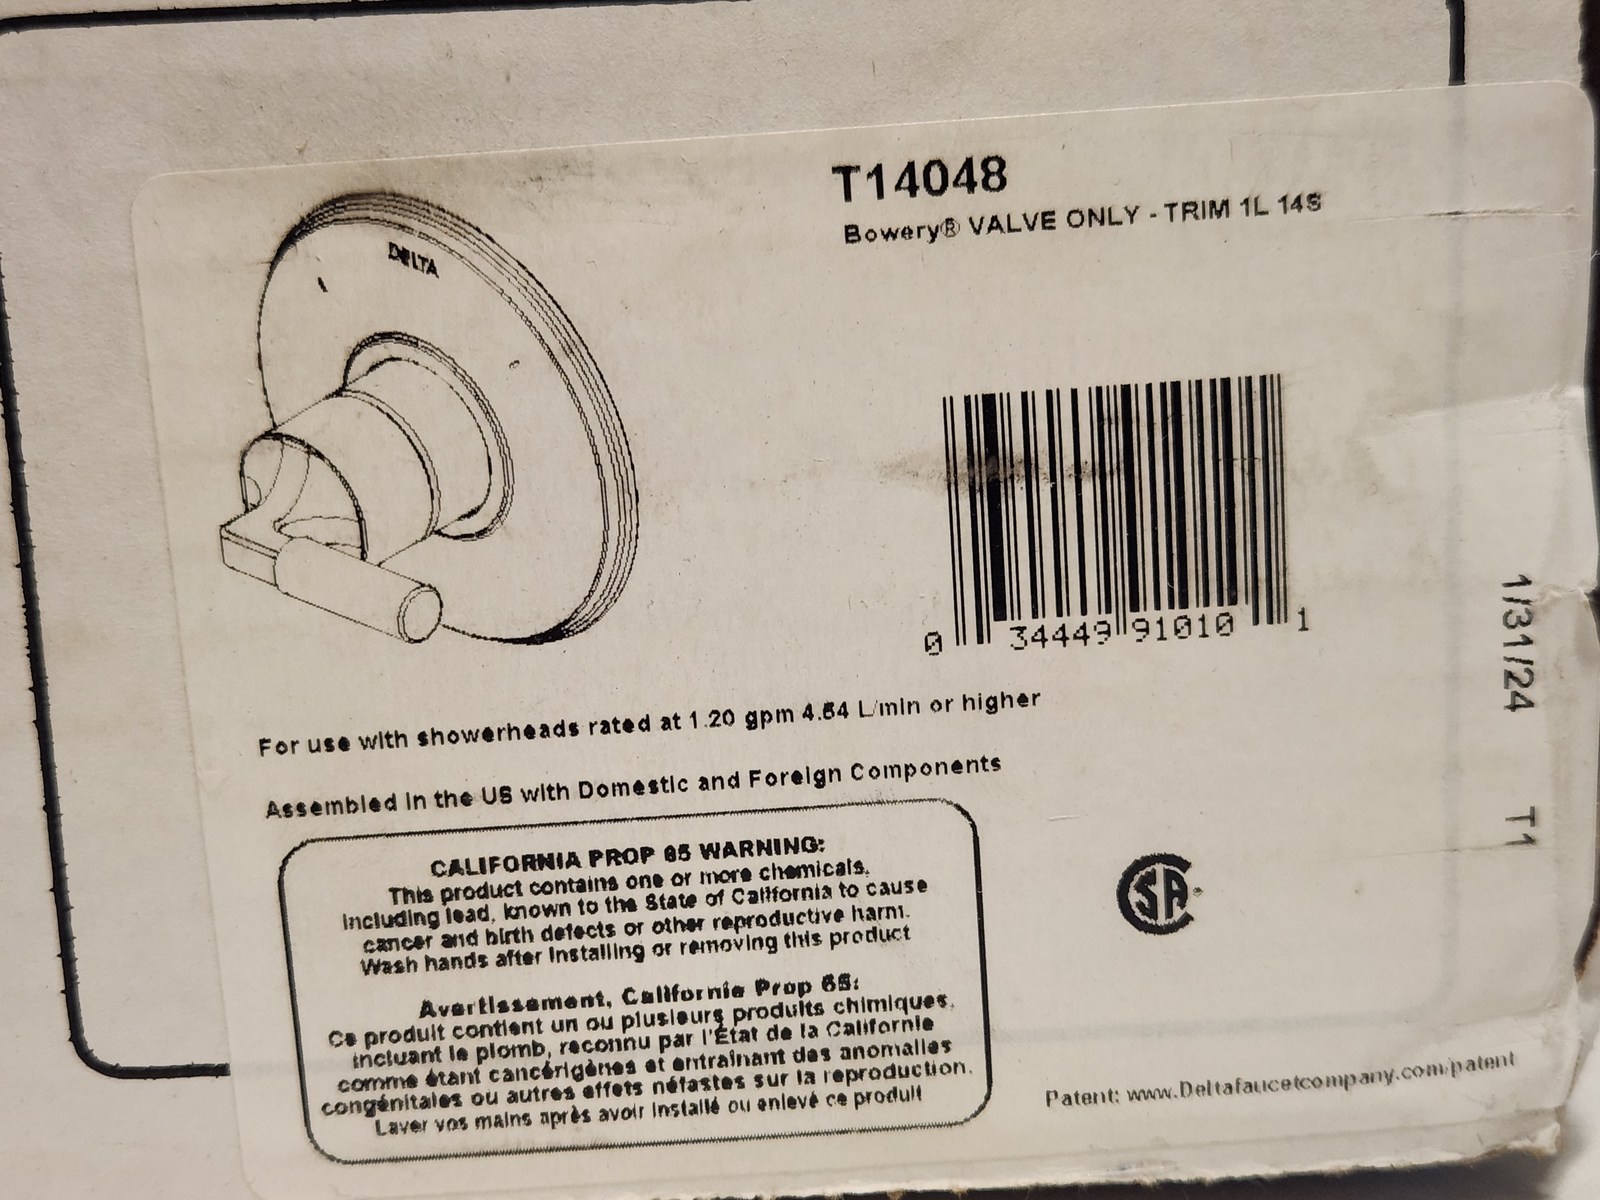 DELTA
T14048
Bowery® VALVE ONLY - TRIM 1L 14S
0 34449 91010 1
1/31/24 T1
For use with showerheads rated at 1.20 gpm 4.54 L/min or higher
Assembled in the US with Domestic and Foreign Components
CALIFORNIA PROP 65 WARNING:
This product contains one or more chemicals,
including lead, known to the State of California to cause
cancer and birth defects or other reproductive harm.
Wash hands after installing or removing this product
Avertissement, California Prop 65:
Ce produit contient un ou plusieurs produits chimiques,
incluant le plomb, reconnu par l'État de la Californie
comme étant cancérigènes et entraînant des anomalies
congénitales ou autres effets néfastes sur la reproduction.
Laver vos mains après avoir installé ou enlevé ce produit
CSA
Patent: www.Deltafaucetcompany.com/patent